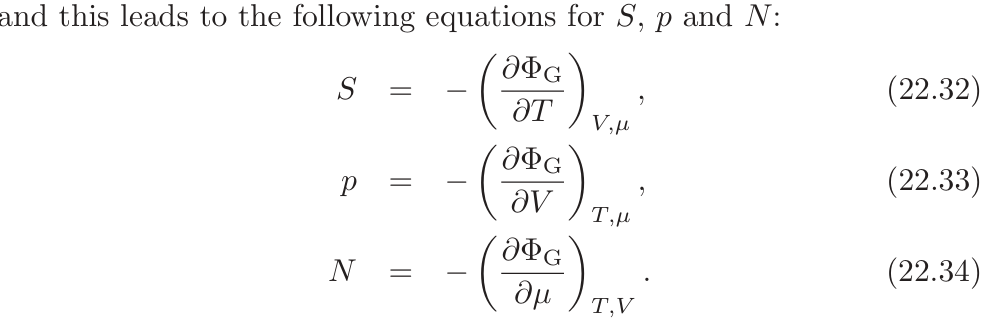 and this leads to the following equations for S, p and N:
S = −(∂Φ_G/∂T)_{V,μ} , (22.32)
p = −(∂Φ_G/∂V)_{T,μ} , (22.33)
N = −(∂Φ_G/∂μ)_{T,V} . (22.34)